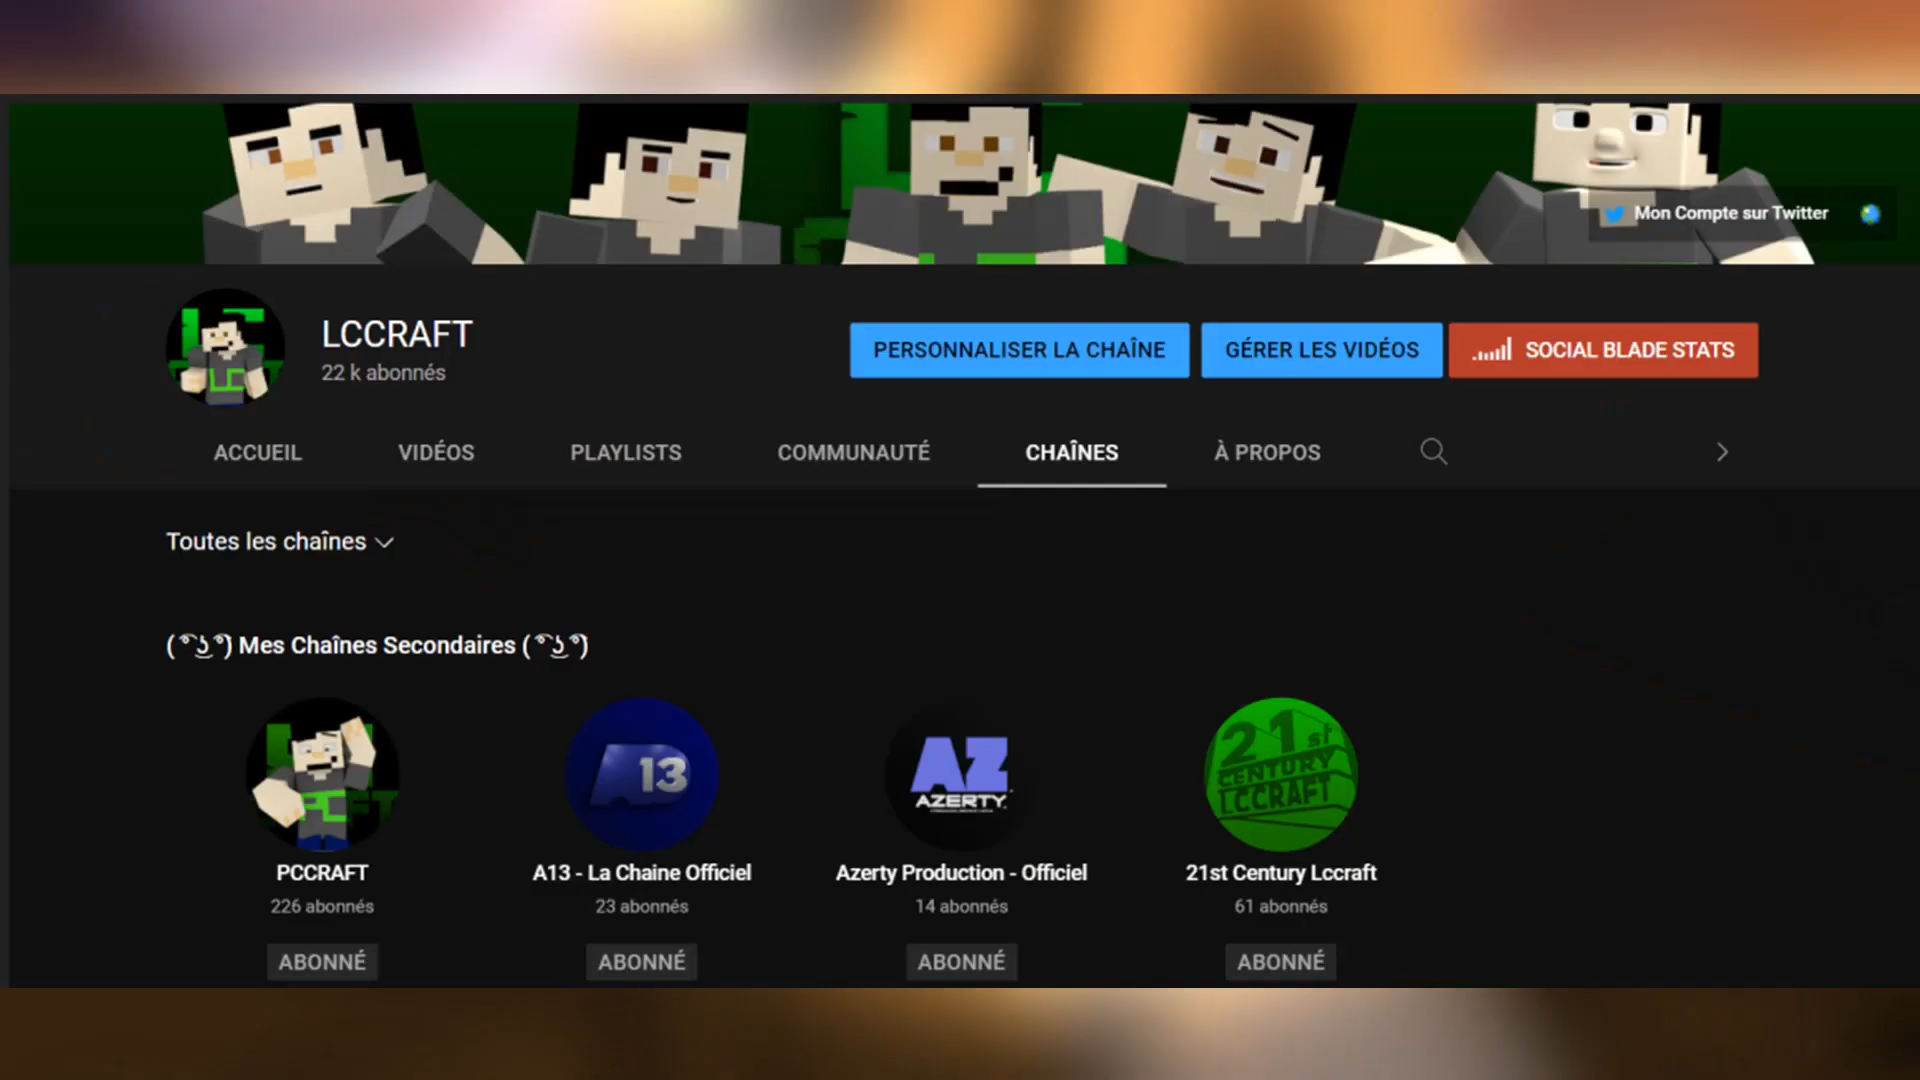 Mon Compte sur Twitter
LCCRAFT
22 k abonnés
PERSONNALISER LA CHAÎNE
GÉRER LES VIDÉOS
SOCIAL BLADE STATS
ACCUEIL
VIDÉOS
PLAYLISTS
COMMUNAUTÉ
CHAÎNES
À PROPOS
Toutes les chaînes
( ͡° ͜ʖ ͡°) Mes Chaînes Secondaires ( ͡° ͜ʖ ͡°)
A13
AZ
AZERTY
21st
CENTURY
LCCRAFT
PCCRAFT
A13 - La Chaine Officiel
Azerty Production - Officiel
21st Century Lccraft
226 abonnés
23 abonnés
14 abonnés
61 abonnés
ABONNÉ
ABONNÉ
ABONNÉ
ABONNÉ